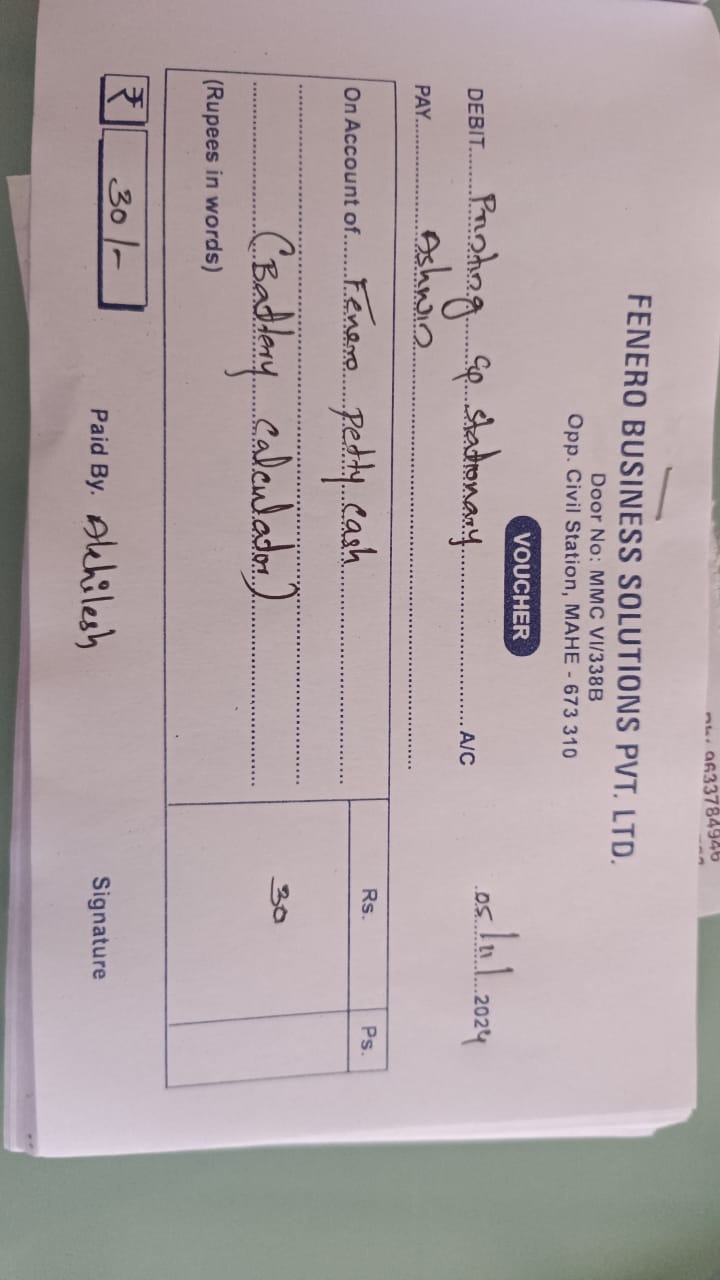 FENERO BUSINESS SOLUTIONS PVT. LTD.
Door No: MMC VI/338B
Opp. Civil Station, MAHE - 673 310
VOUCHER
DEBIT Printing & Stationary A/C 05/11/2024
PAY Ashwin
On Account of Fenero petty cash Rs. Ps.
(Battery calculator) 30
(Rupees in words)
₹ 30/-
Paid By. Akhilesh Signature
9633784946